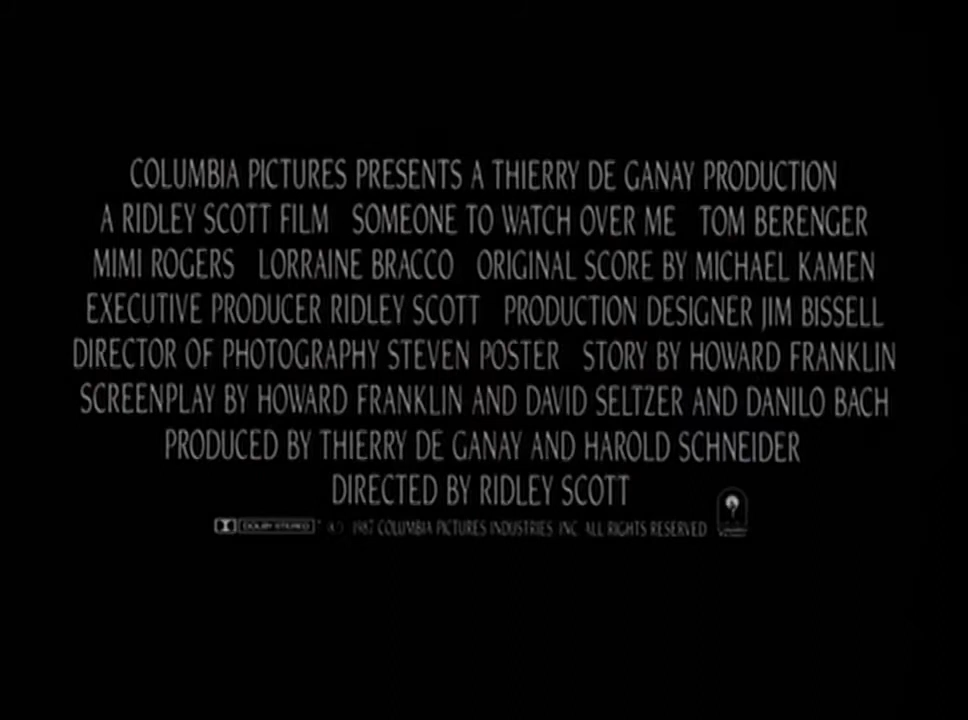 COLUMBIA PICTURES PRESENTS A THIERRY DE GANAY PRODUCTION
A RIDLEY SCOTT FILM SOMEONE TO WATCH OVER ME TOM BERENGER
MIMI ROGERS LORRAINE BRACCO ORIGINAL SCORE BY MICHAEL KAMEN
EXECUTIVE PRODUCER RIDLEY SCOTT PRODUCTION DESIGNER JIM BISSELL
DIRECTOR OF PHOTOGRAPHY STEVEN POSTER STORY BY HOWARD FRANKLIN
SCREENPLAY BY HOWARD FRANKLIN AND DAVID SELTZER AND DANILO BACH
PRODUCED BY THIERRY DE GANAY AND HAROLD SCHNEIDER
DIRECTED BY RIDLEY SCOTT
DOLBY STEREO © 1987 COLUMBIA PICTURES INDUSTRIES, INC. ALL RIGHTS RESERVED